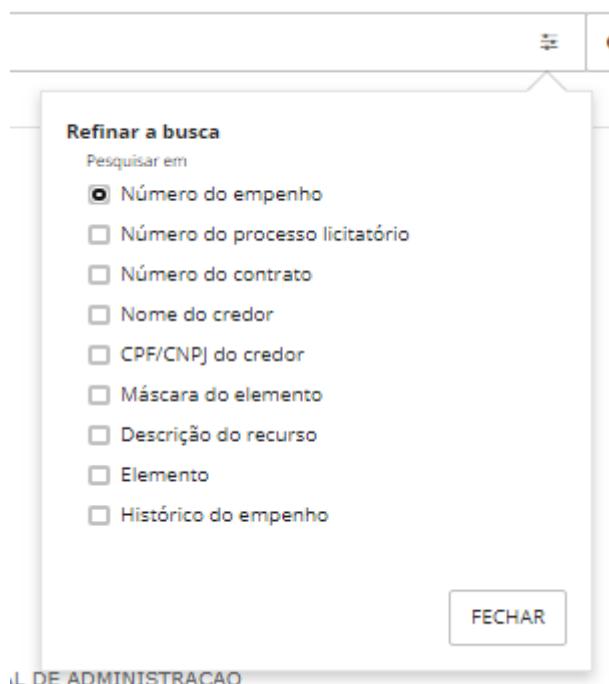 Refinar a busca
Pesquisar em
Número do empenho
Número do processo licitatório
Número do contrato
Nome do credor
CPF/CNPJ do credor
Máscara do elemento
Descrição do recurso
Elemento
Histórico do empenho
FECHAR
DE ADMINISTRACAO